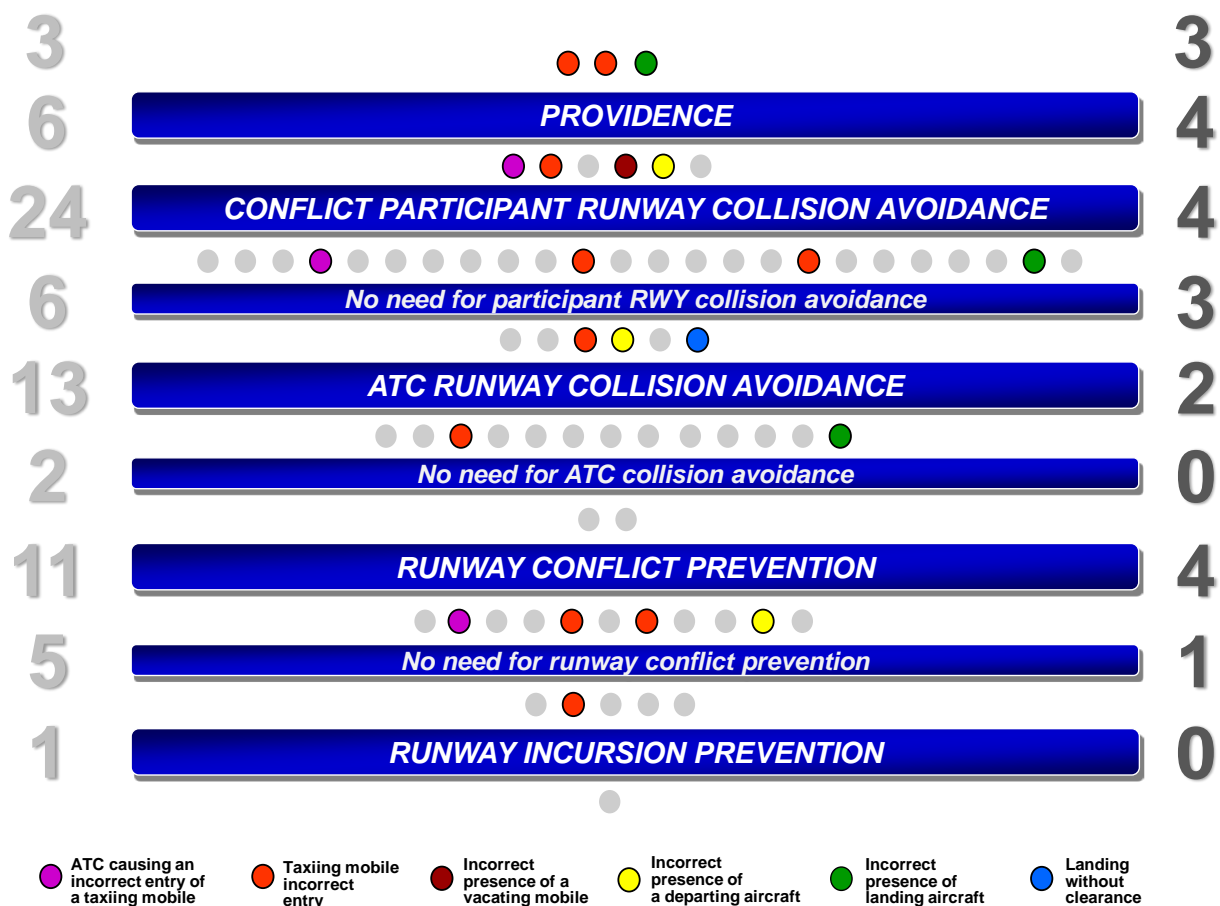 3 3
PROVIDENCE
6 4
CONFLICT PARTICIPANT RUNWAY COLLISION AVOIDANCE
24 4
No need for participant RWY collision avoidance
6 3
ATC RUNWAY COLLISION AVOIDANCE
13 2
No need for ATC collision avoidance
2 0
RUNWAY CONFLICT PREVENTION
11 4
No need for runway conflict prevention
5 1
RUNWAY INCURSION PREVENTION
1 0
ATC causing an
incorrect entry of
a taxiing mobile
Taxiing mobile
incorrect
entry
Incorrect
presence of a
vacating mobile
Incorrect
presence of
a departing aircraft
Incorrect
presence of
landing aircraft
Landing
without
clearance